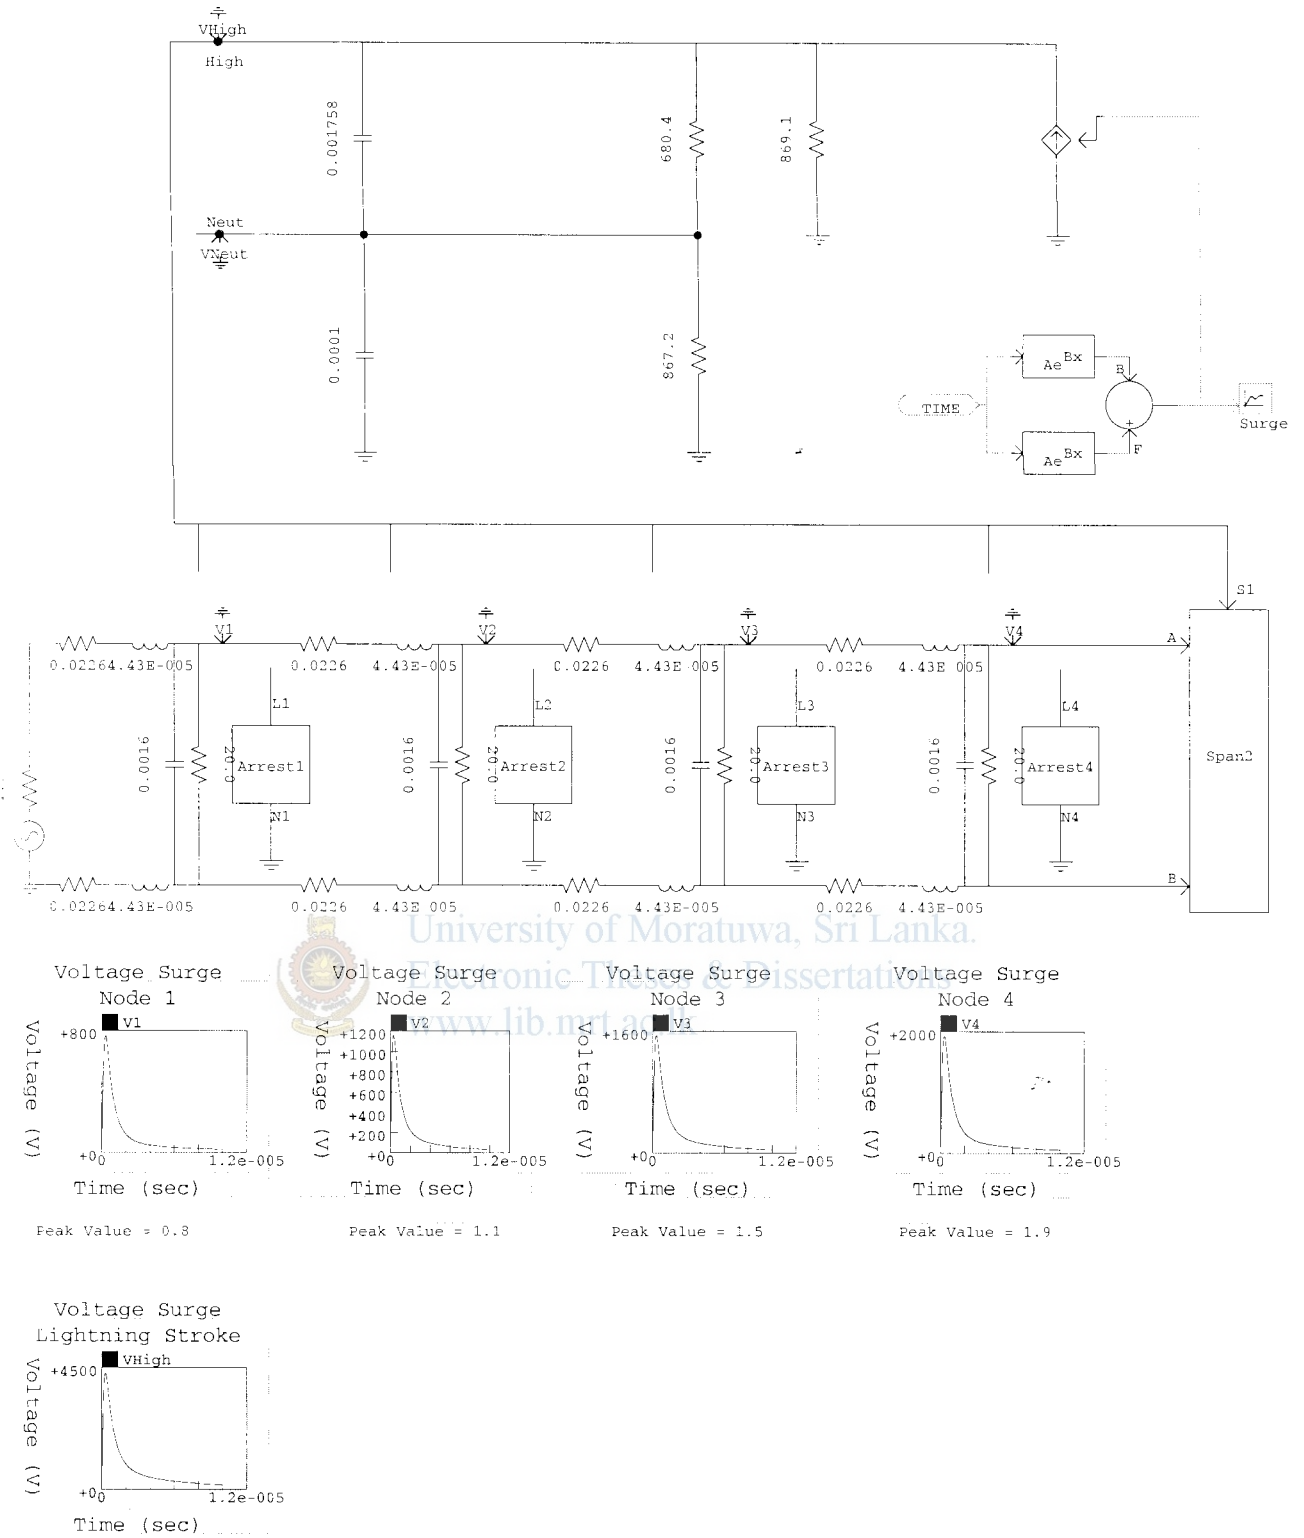 VHigh
High
0.001758
680.4
869.1
Neut
VNeut
0.0001
867.2
TIME
Ae Bx
B
Ae Bx
+
F
Surge
S1
V1
V2
V3
V4
A
0.0226 4.43E-005
0.0226
4.43E-005
0.0226
4.43E-005
0.0226
4.43E 005
L1
L2
L3
L4
0.0016
20.0
Arrest1
0.0016
20.0
Arrest2
0.0016
20.0
Arrest3
0.0016
20.0
Arrest4
Span2
N1
N2
N3
N4
B
0.0226 4.43E-005
0.0226
4.43E 005
0.0226
4.43E-005
0.0226
4.43E-005
University of Moratuwa, Sri Lanka.
Electronic Theses & Dissertations
www.lib.mrt.ac.lk
Voltage Surge
Node 1
V1
Voltage (V)
+800
+0
0
1.2e-005
Time (sec)
Peak Value = 0.8
Voltage Surge
Node 2
V2
Voltage (V)
+1200
+1000
+800
+600
+400
+200
+0
0
1.2e-005
Time (sec)
Peak Value = 1.1
Voltage Surge
Node 3
V3
Voltage (V)
+1600
+0
0
1.2e-005
Time (sec)
Peak Value = 1.5
Voltage Surge
Node 4
V4
Voltage (V)
+2000
+0
0
1.2e-005
Time (sec)
Peak Value = 1.9
Voltage Surge
Lightning Stroke
VHigh
Voltage (V)
+4500
+0
0
1.2e-005
Time (sec)